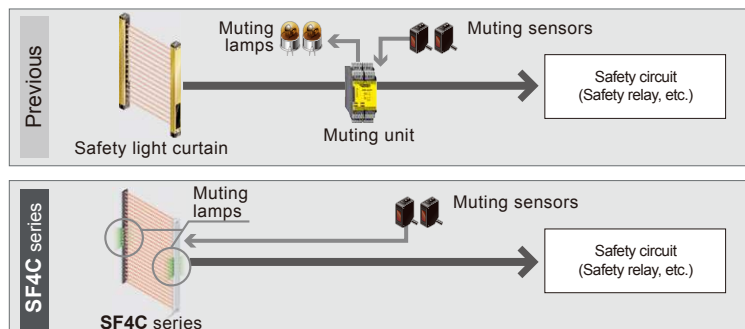 Previous
Muting
lamps
Muting sensors
Safety light curtain
Muting unit
Safety circuit
(Safety relay, etc.)
SF4C series
Muting
lamps
Muting sensors
Safety circuit
(Safety relay, etc.)
SF4C series